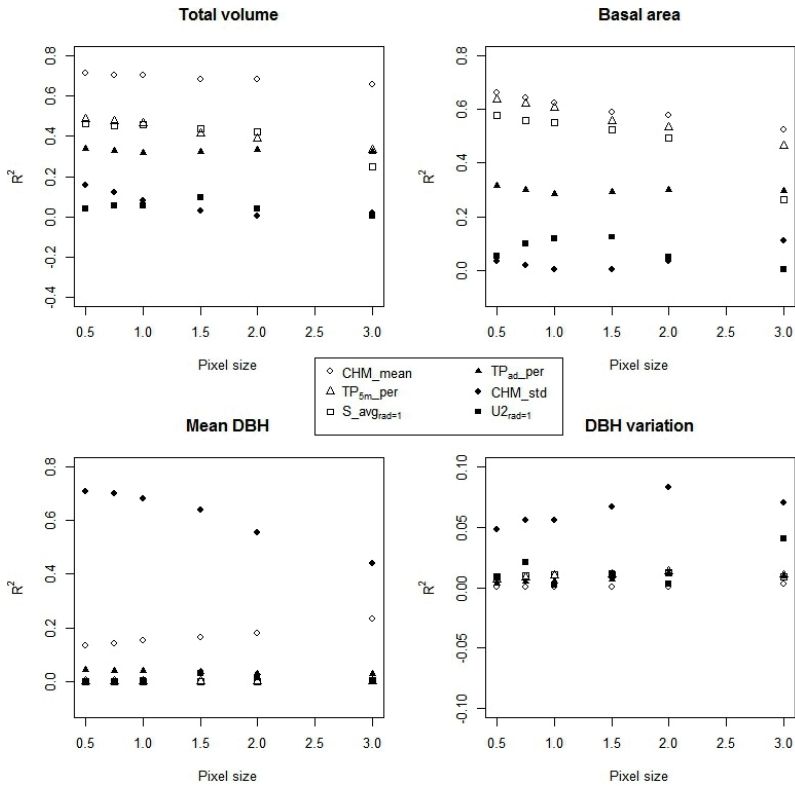 Total volume
R²
0.8
0.6
0.4
0.2
0.0
-0.2
-0.4
0.5 1.0 1.5 2.0 2.5 3.0
Pixel size
Basal area
R²
0.8
0.6
0.4
0.2
0.0
0.5 1.0 1.5 2.0 2.5 3.0
Pixel size
CHM_mean
TP5m_per
S_avgrad=1
TPad_per
CHM_std
U2rad=1
Mean DBH
R²
0.8
0.6
0.4
0.2
0.0
0.5 1.0 1.5 2.0 2.5 3.0
Pixel size
DBH variation
R²
0.10
0.05
0.00
-0.05
-0.10
0.5 1.0 1.5 2.0 2.5 3.0
Pixel size